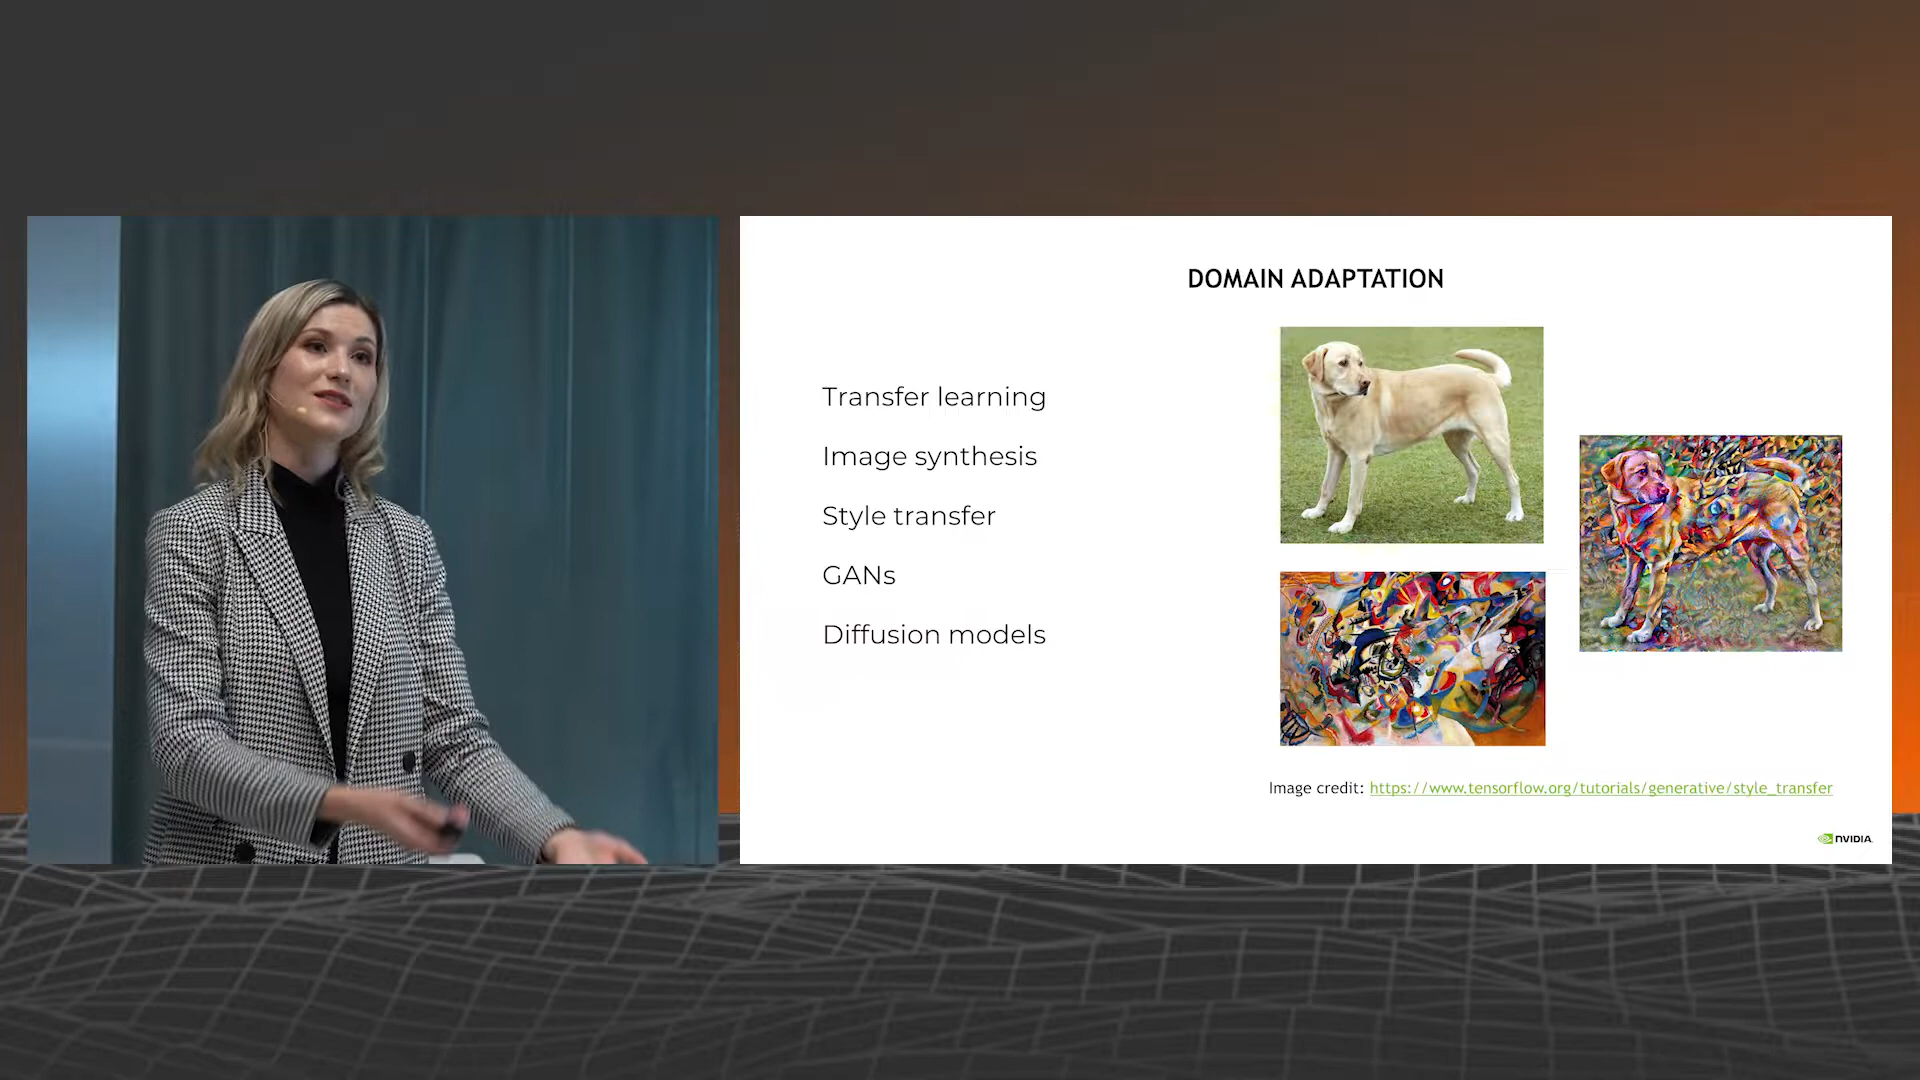 DOMAIN ADAPTATION
Transfer learning
Image synthesis
Style transfer
GANs
Diffusion models
Image credit: https://www.tensorflow.org/tutorials/generative/style_transfer
NVIDIA